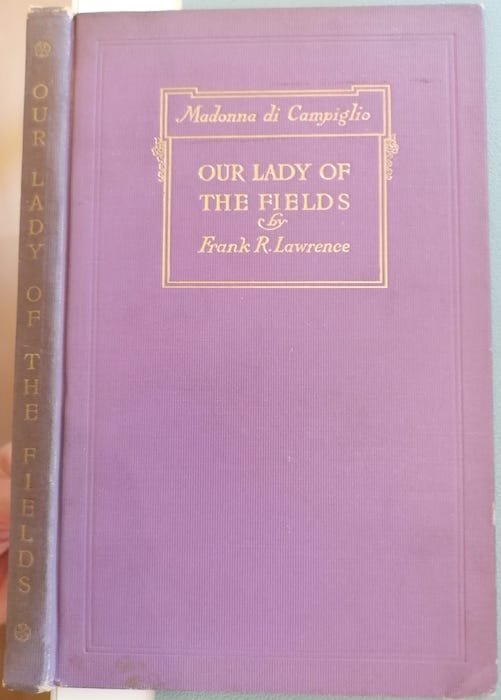 OUR LADY OF THE FIELDS
Madonna di Campiglio
OUR LADY OF
THE FIELDS
by
Frank R. Lawrence